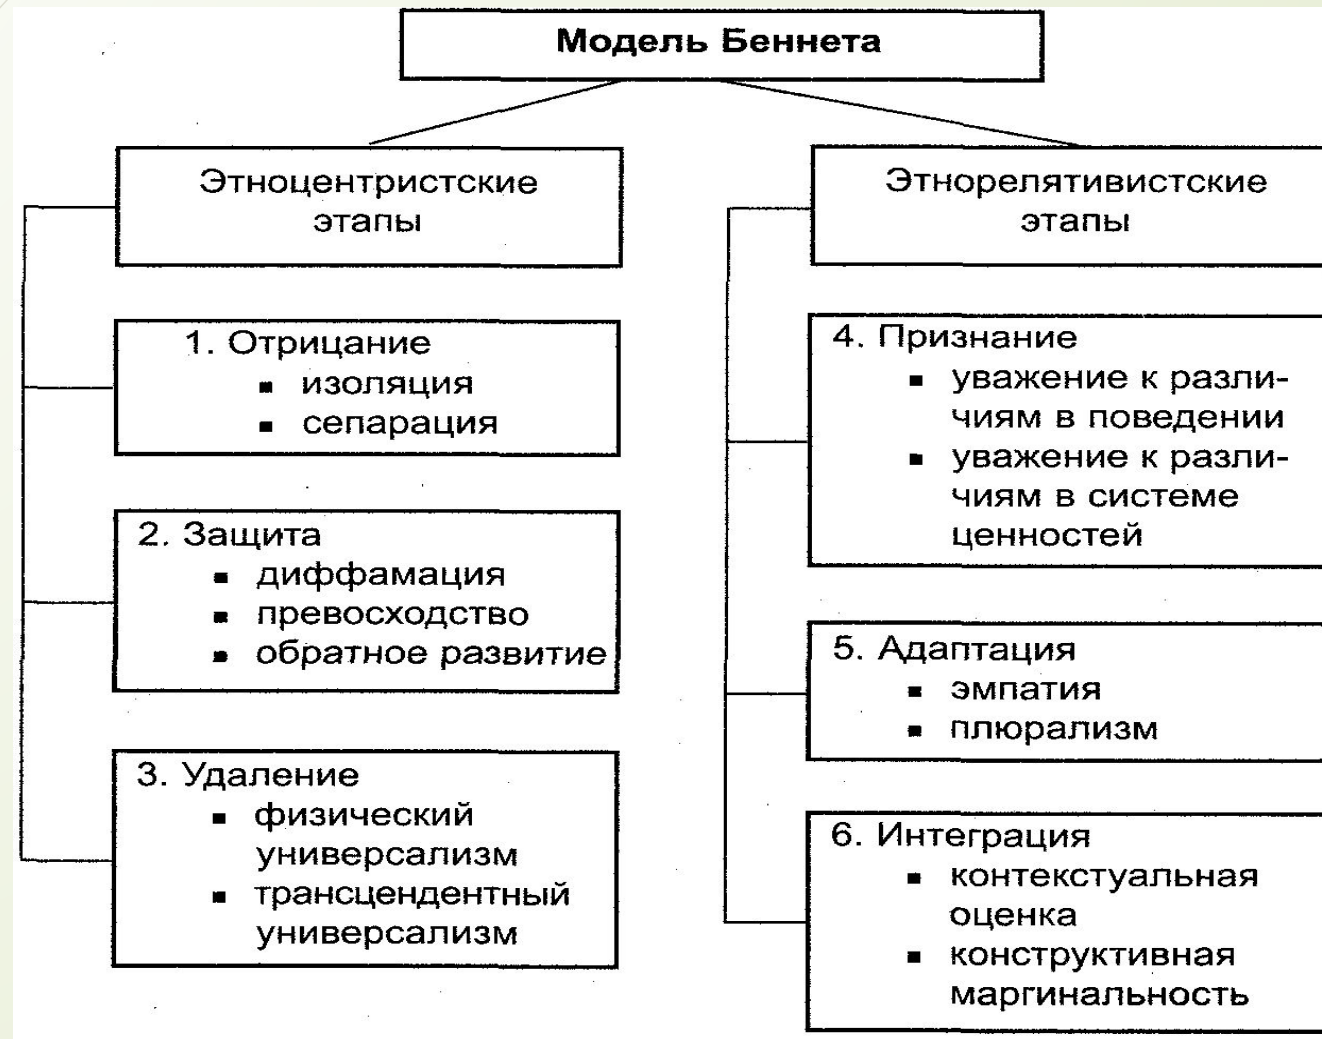 Модель Беннета
Этноцентристские
этапы
1. Отрицание
▪ изоляция
▪ сепарация
2. Защита
▪ диффамация
▪ превосходство
▪ обратное развитие
3. Удаление
▪ физический
универсализм
▪ трансцендентный
универсализм
Этнорелятивистские
этапы
4. Признание
▪ уважение к разли-
чиям в поведении
▪ уважение к разли-
чиям в системе
ценностей
5. Адаптация
▪ эмпатия
▪ плюрализм
6. Интеграция
▪ контекстуальная
оценка
▪ конструктивная
маргинальность